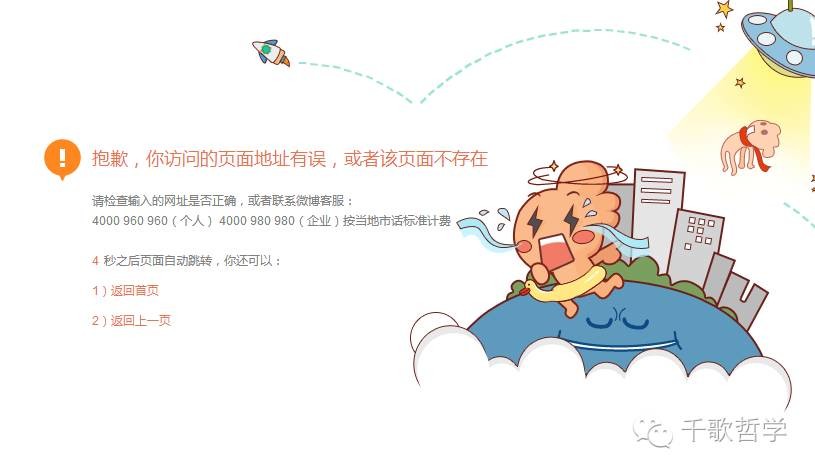 抱歉，你访问的页面地址有误，或者该页面不存在
请检查输入的网址是否正确，或者联系微博客服：
4000 960 960（个人） 4000 980 980（企业）按当地市话标准计费
4 秒之后页面自动跳转，你还可以：
1）返回首页
2）返回上一页
千歌哲学